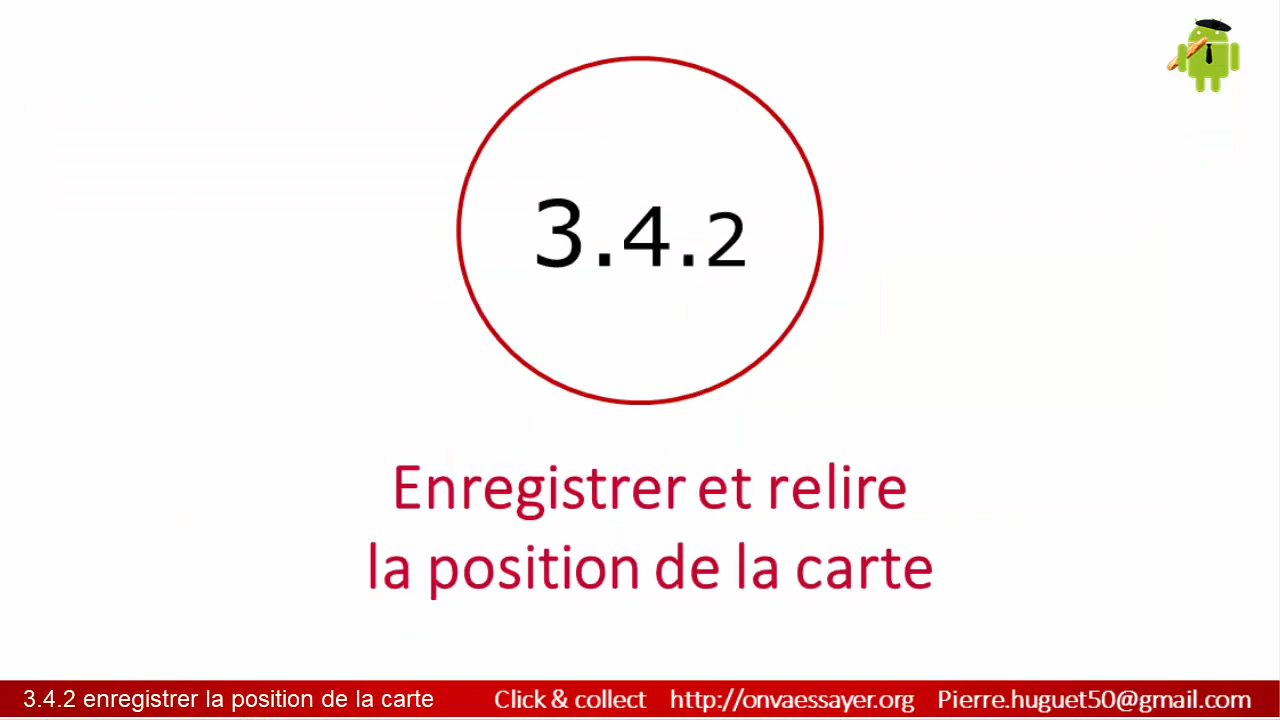 3.4.2
Enregistrer et relire
la position de la carte
3.4.2 enregistrer la position de la carte Click & collect http://onvaessayer.org Pierre.huguet50@gmail.com